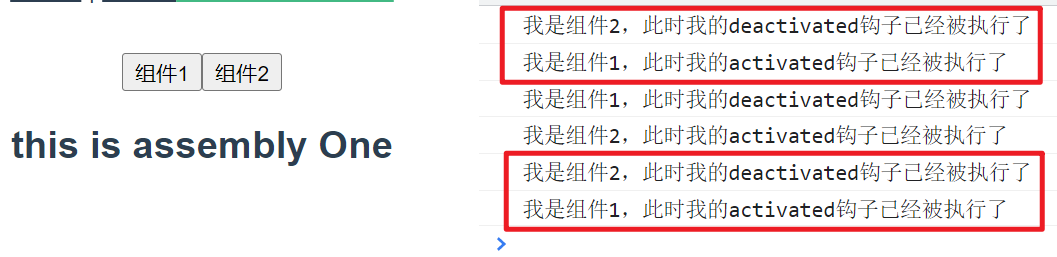 组件1 组件2
this is assembly One
我是组件2，此时我的deactivated钩子已经被执行了
我是组件1，此时我的activated钩子已经被执行了
我是组件1，此时我的deactivated钩子已经被执行了
我是组件2，此时我的activated钩子已经被执行了
我是组件2，此时我的deactivated钩子已经被执行了
我是组件1，此时我的activated钩子已经被执行了